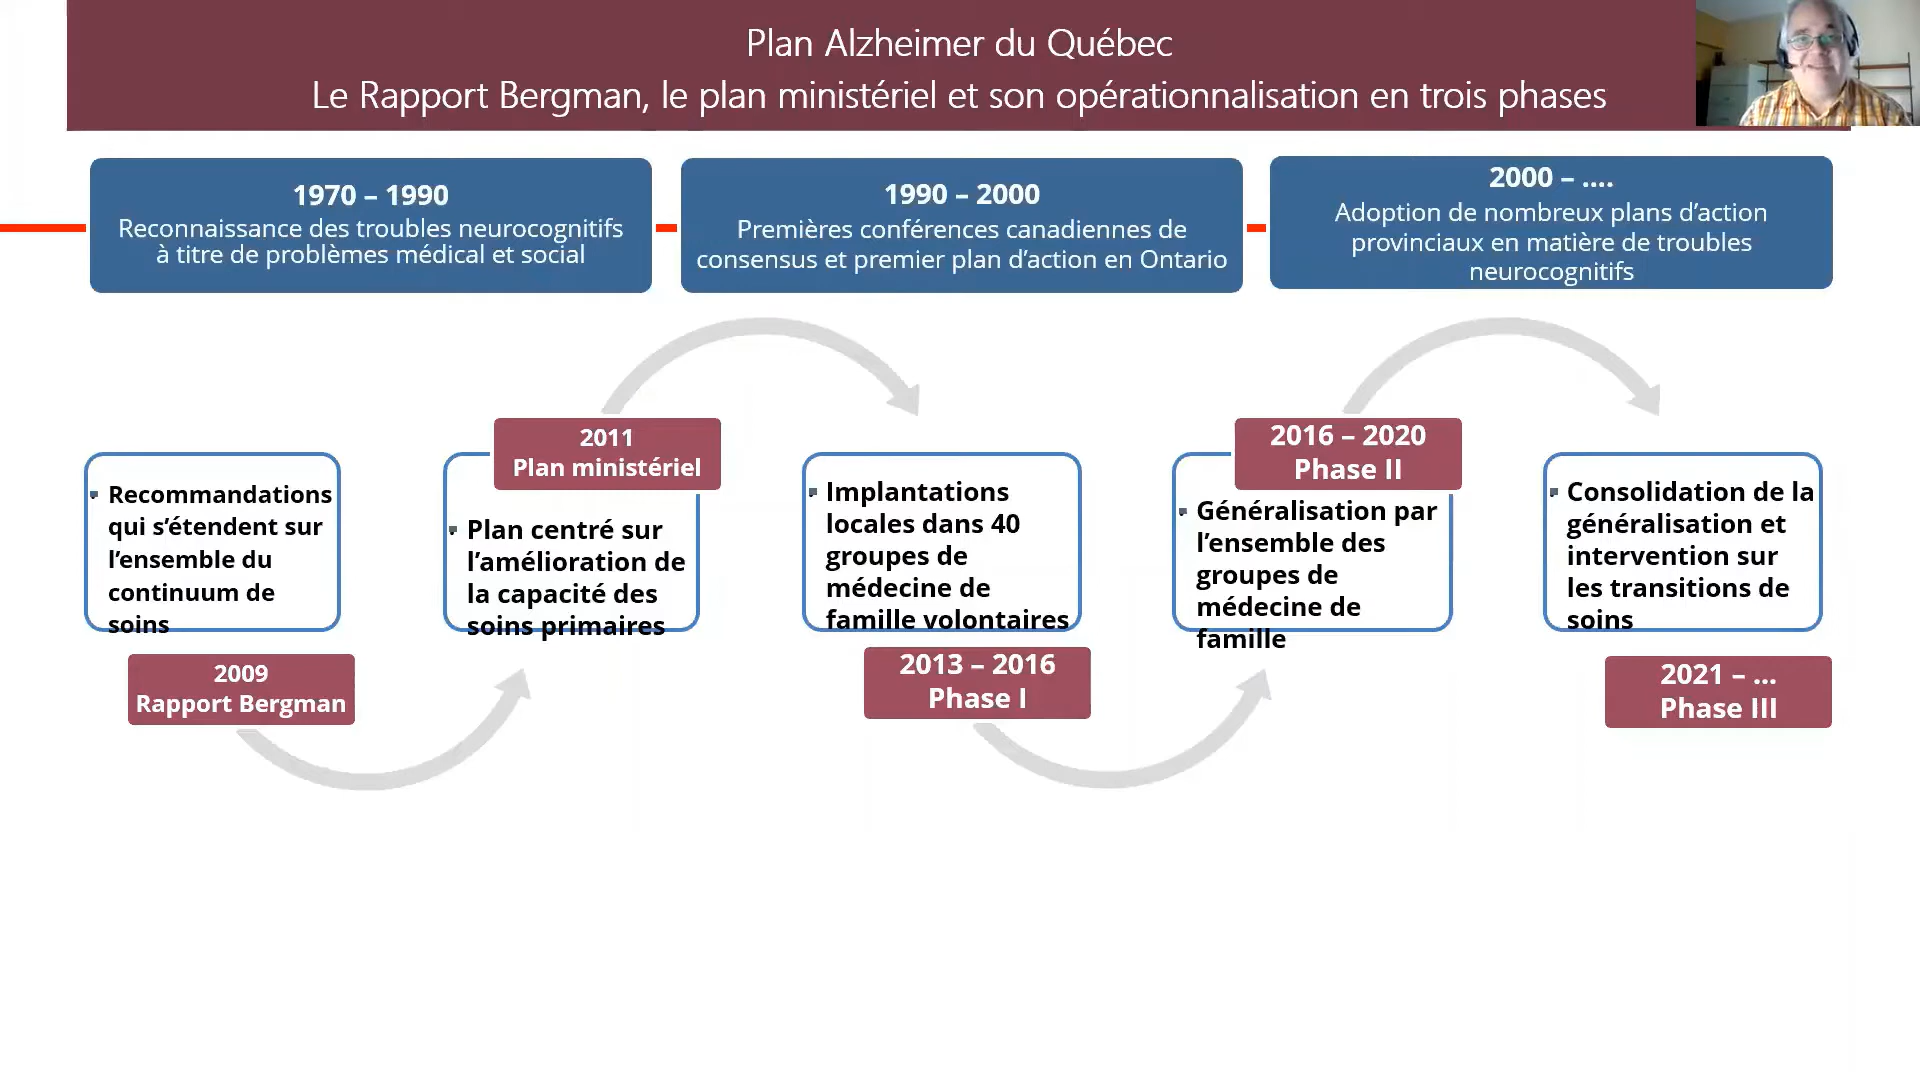 Plan Alzheimer du Québec
Le Rapport Bergman, le plan ministériel et son opérationnalisation en trois phases
1970 – 1990
Reconnaissance des troubles neurocognitifs
à titre de problèmes médical et social
1990 – 2000
Premières conférences canadiennes de
consensus et premier plan d’action en Ontario
2000 – ....
Adoption de nombreux plans d’action
provinciaux en matière de troubles
neurocognitifs
Recommandations
qui s’étendent sur
l’ensemble du
continuum de
soins
2009
Rapport Bergman
2011
Plan ministériel
Plan centré sur
l’amélioration de
la capacité des
soins primaires
Implantations
locales dans 40
groupes de
médecine de
famille volontaires
2013 – 2016
Phase I
2016 – 2020
Phase II
Généralisation par
l’ensemble des
groupes de
médecine de
famille
Consolidation de la
généralisation et
intervention sur
les transitions de
soins
2021 – ...
Phase III